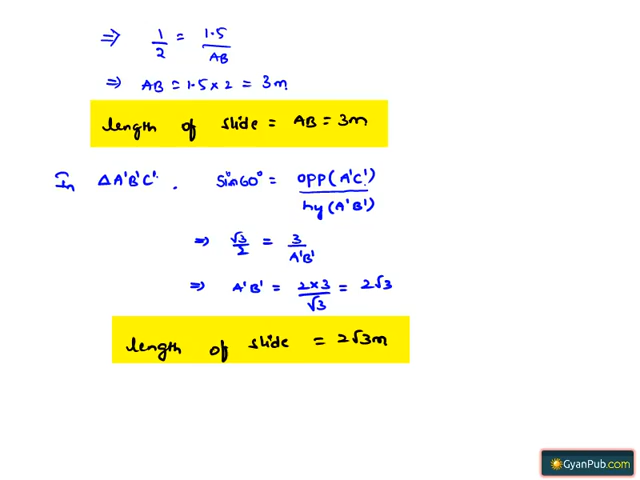 ⇒ 1/2 = 1.5/AB
⇒ AB = 1.5 × 2 = 3m
length of slide = AB = 3m
In ΔA'B'C'. Sin60° = opp(A'C')/hy(A'B')
⇒ √3/2 = 3/A'B'
⇒ A'B' = 2×3/√3 = 2√3
length of slide = 2√3m
GyanPub.com